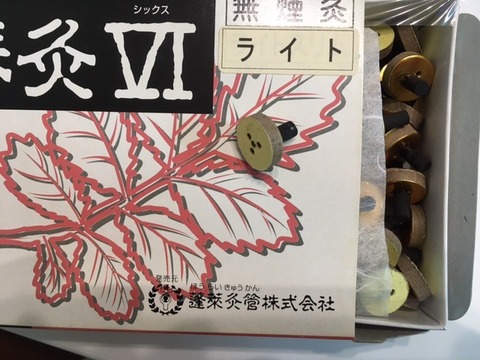 シックス
灸Ⅵ
無煙灸
ライト
発売元
ほうらいきゅうかん
蓬莱灸管株式会社